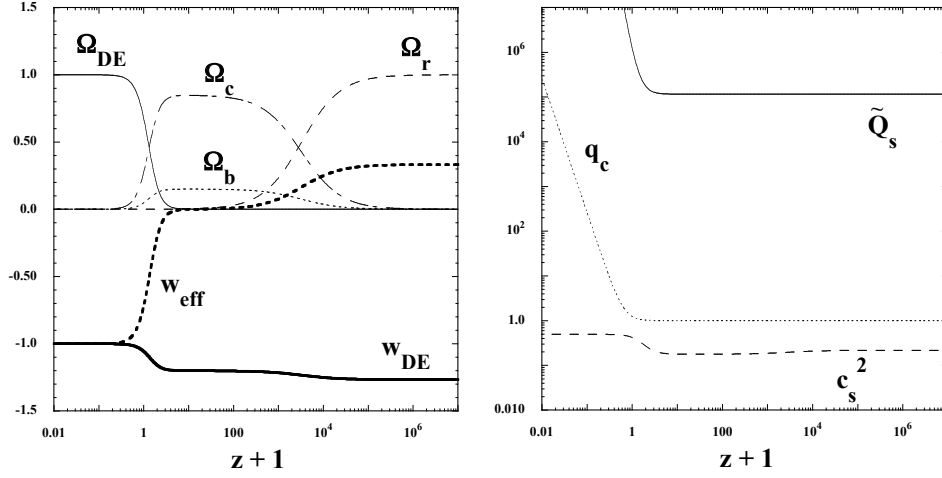 1.5
1.0
0.50
0.0
-0.50
-1.0
-1.5
Ω_DE
Ω_c
Ω_r
Ω_b
w_eff
w_DE
0.01 1 100 10^4 10^6
z + 1
10^6
10^4
10^2
1.0
0.010
Q̃_s
q_c
c_s^2
0.01 1 100 10^4 10^6
z + 1